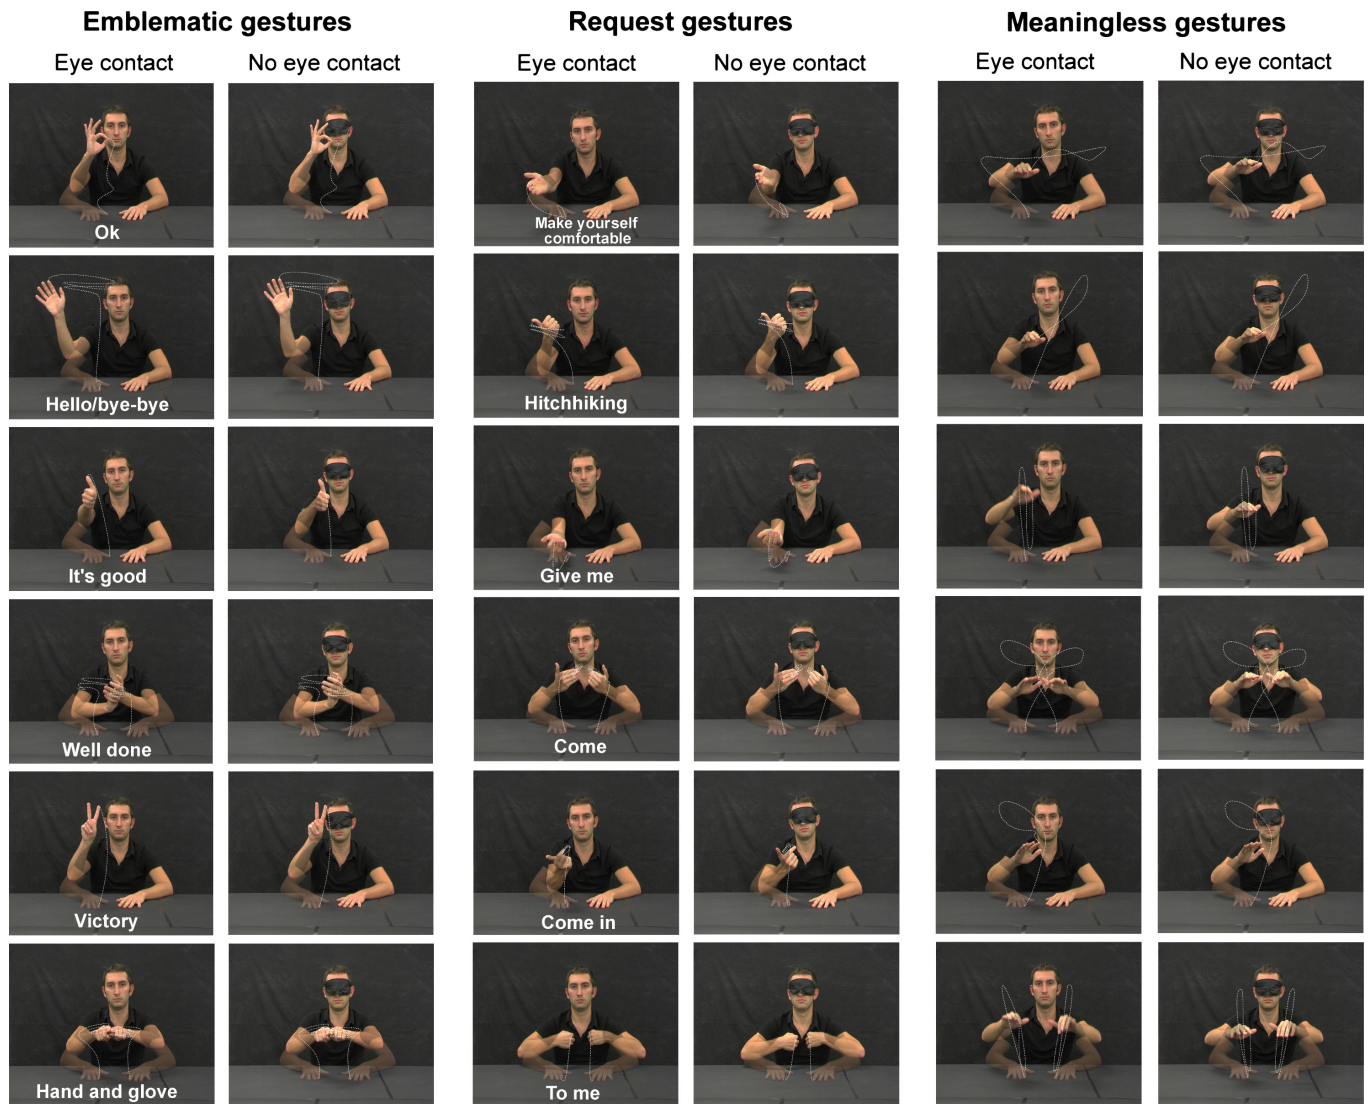 Emblematic gestures
Request gestures
Meaningless gestures
Eye contact
No eye contact
Eye contact
No eye contact
Eye contact
No eye contact
Ok
Make yourself
comfortable
Hello/bye-bye
Hitchhiking
It's good
Give me
Well done
Come
Victory
Come in
Hand and glove
To me